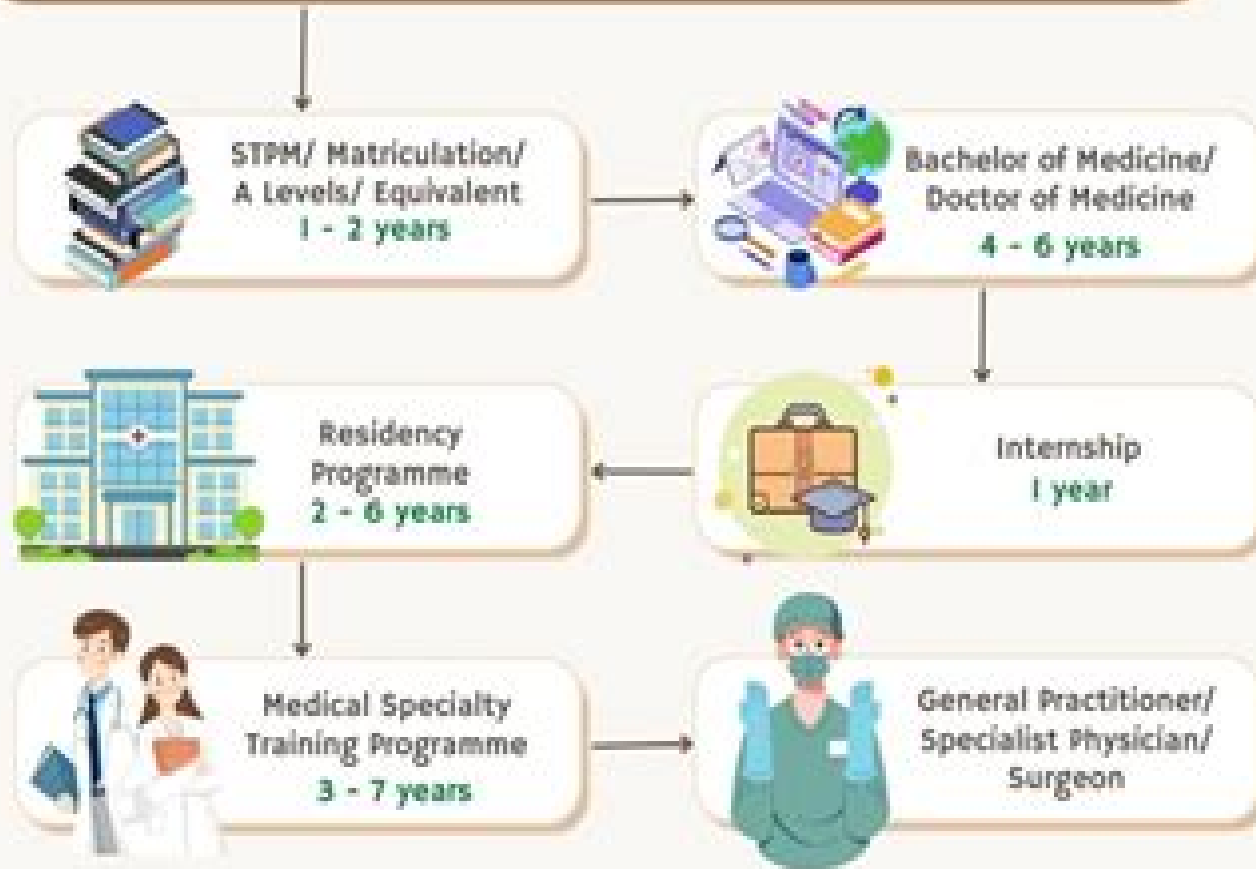 STPM/ Matriculation/
A Levels/ Equivalent
1 - 2 years
Bachelor of Medicine/
Doctor of Medicine
4 - 6 years
Internship
1 year
Residency
Programme
2 - 6 years
Medical Specialty
Training Programme
3 - 7 years
General Practitioner/
Specialist Physician/
Surgeon